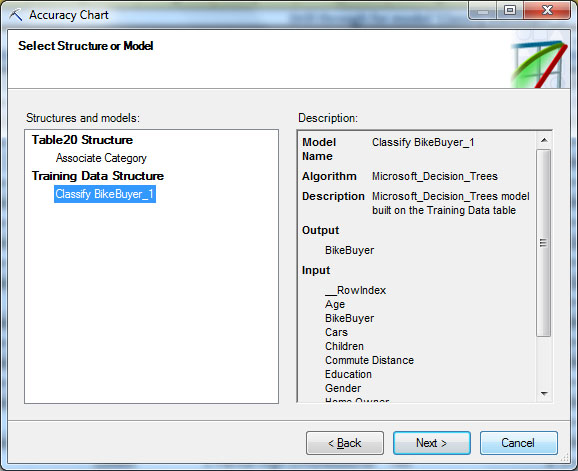 Accuracy Chart
Select Structure or Model
Structures and models:
Table20 Structure
Associate Category
Training Data Structure
Classify BikeBuyer_1
Description:
Model Name Classify BikeBuyer_1
Algorithm Microsoft_Decision_Trees
Description Microsoft_Decision_Trees model
built on the Training Data table
Output
BikeBuyer
Input
__RowIndex
Age
BikeBuyer
Cars
Children
Commute Distance
Education
Gender
Home Owner
< Back
Next >
Cancel